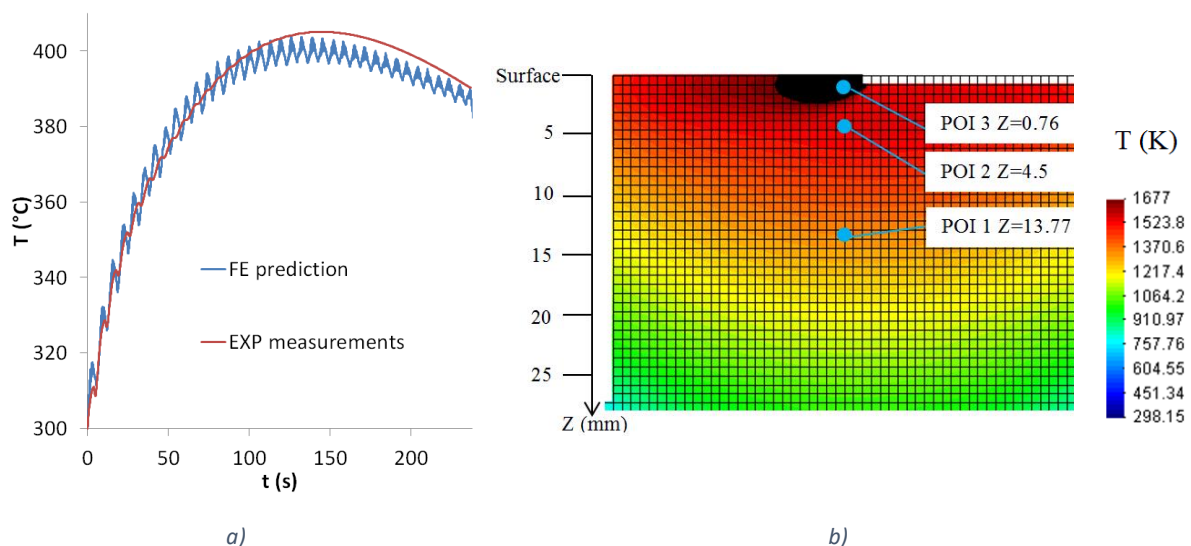 400
380
360
340
320
300
T (°C)
FE prediction
EXP measurements
0
50
100
150
200
t (s)
a)
Surface
5
10
15
20
25
Z (mm)
POI 3 Z=0.76
POI 2 Z=4.5
POI 1 Z=13.77
T (K)
1677
1523.8
1370.6
1217.4
1064.2
910.97
757.76
604.55
451.34
298.15
b)